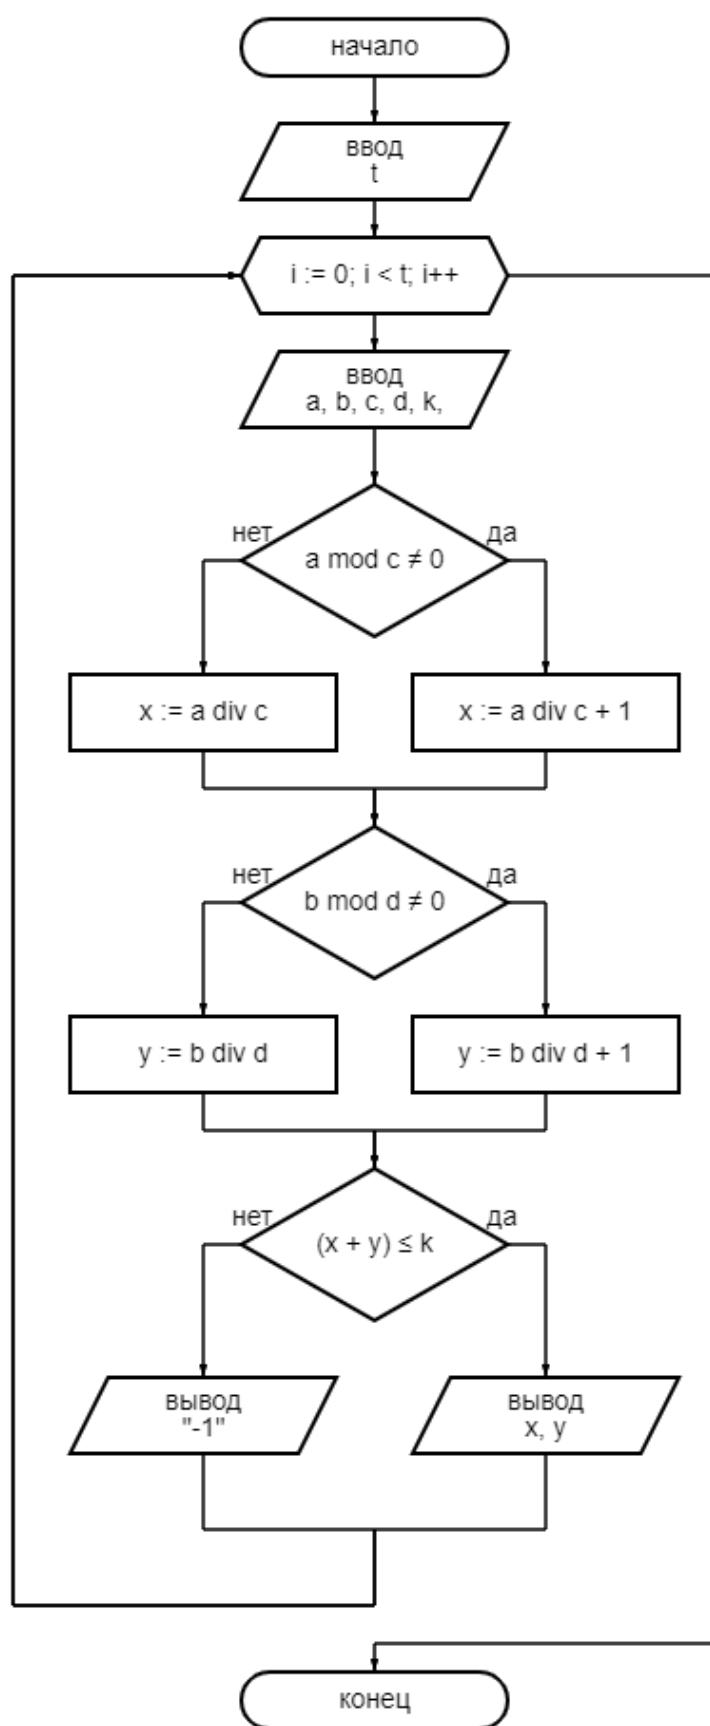 начало
ввод
t
i := 0; i < t; i++
ввод
a, b, c, d, k,
нет
да
a mod c ≠ 0
x := a div c
x := a div c + 1
нет
да
b mod d ≠ 0
y := b div d
y := b div d + 1
нет
да
(x + y) ≤ k
вывод
"-1"
вывод
x, y
конец